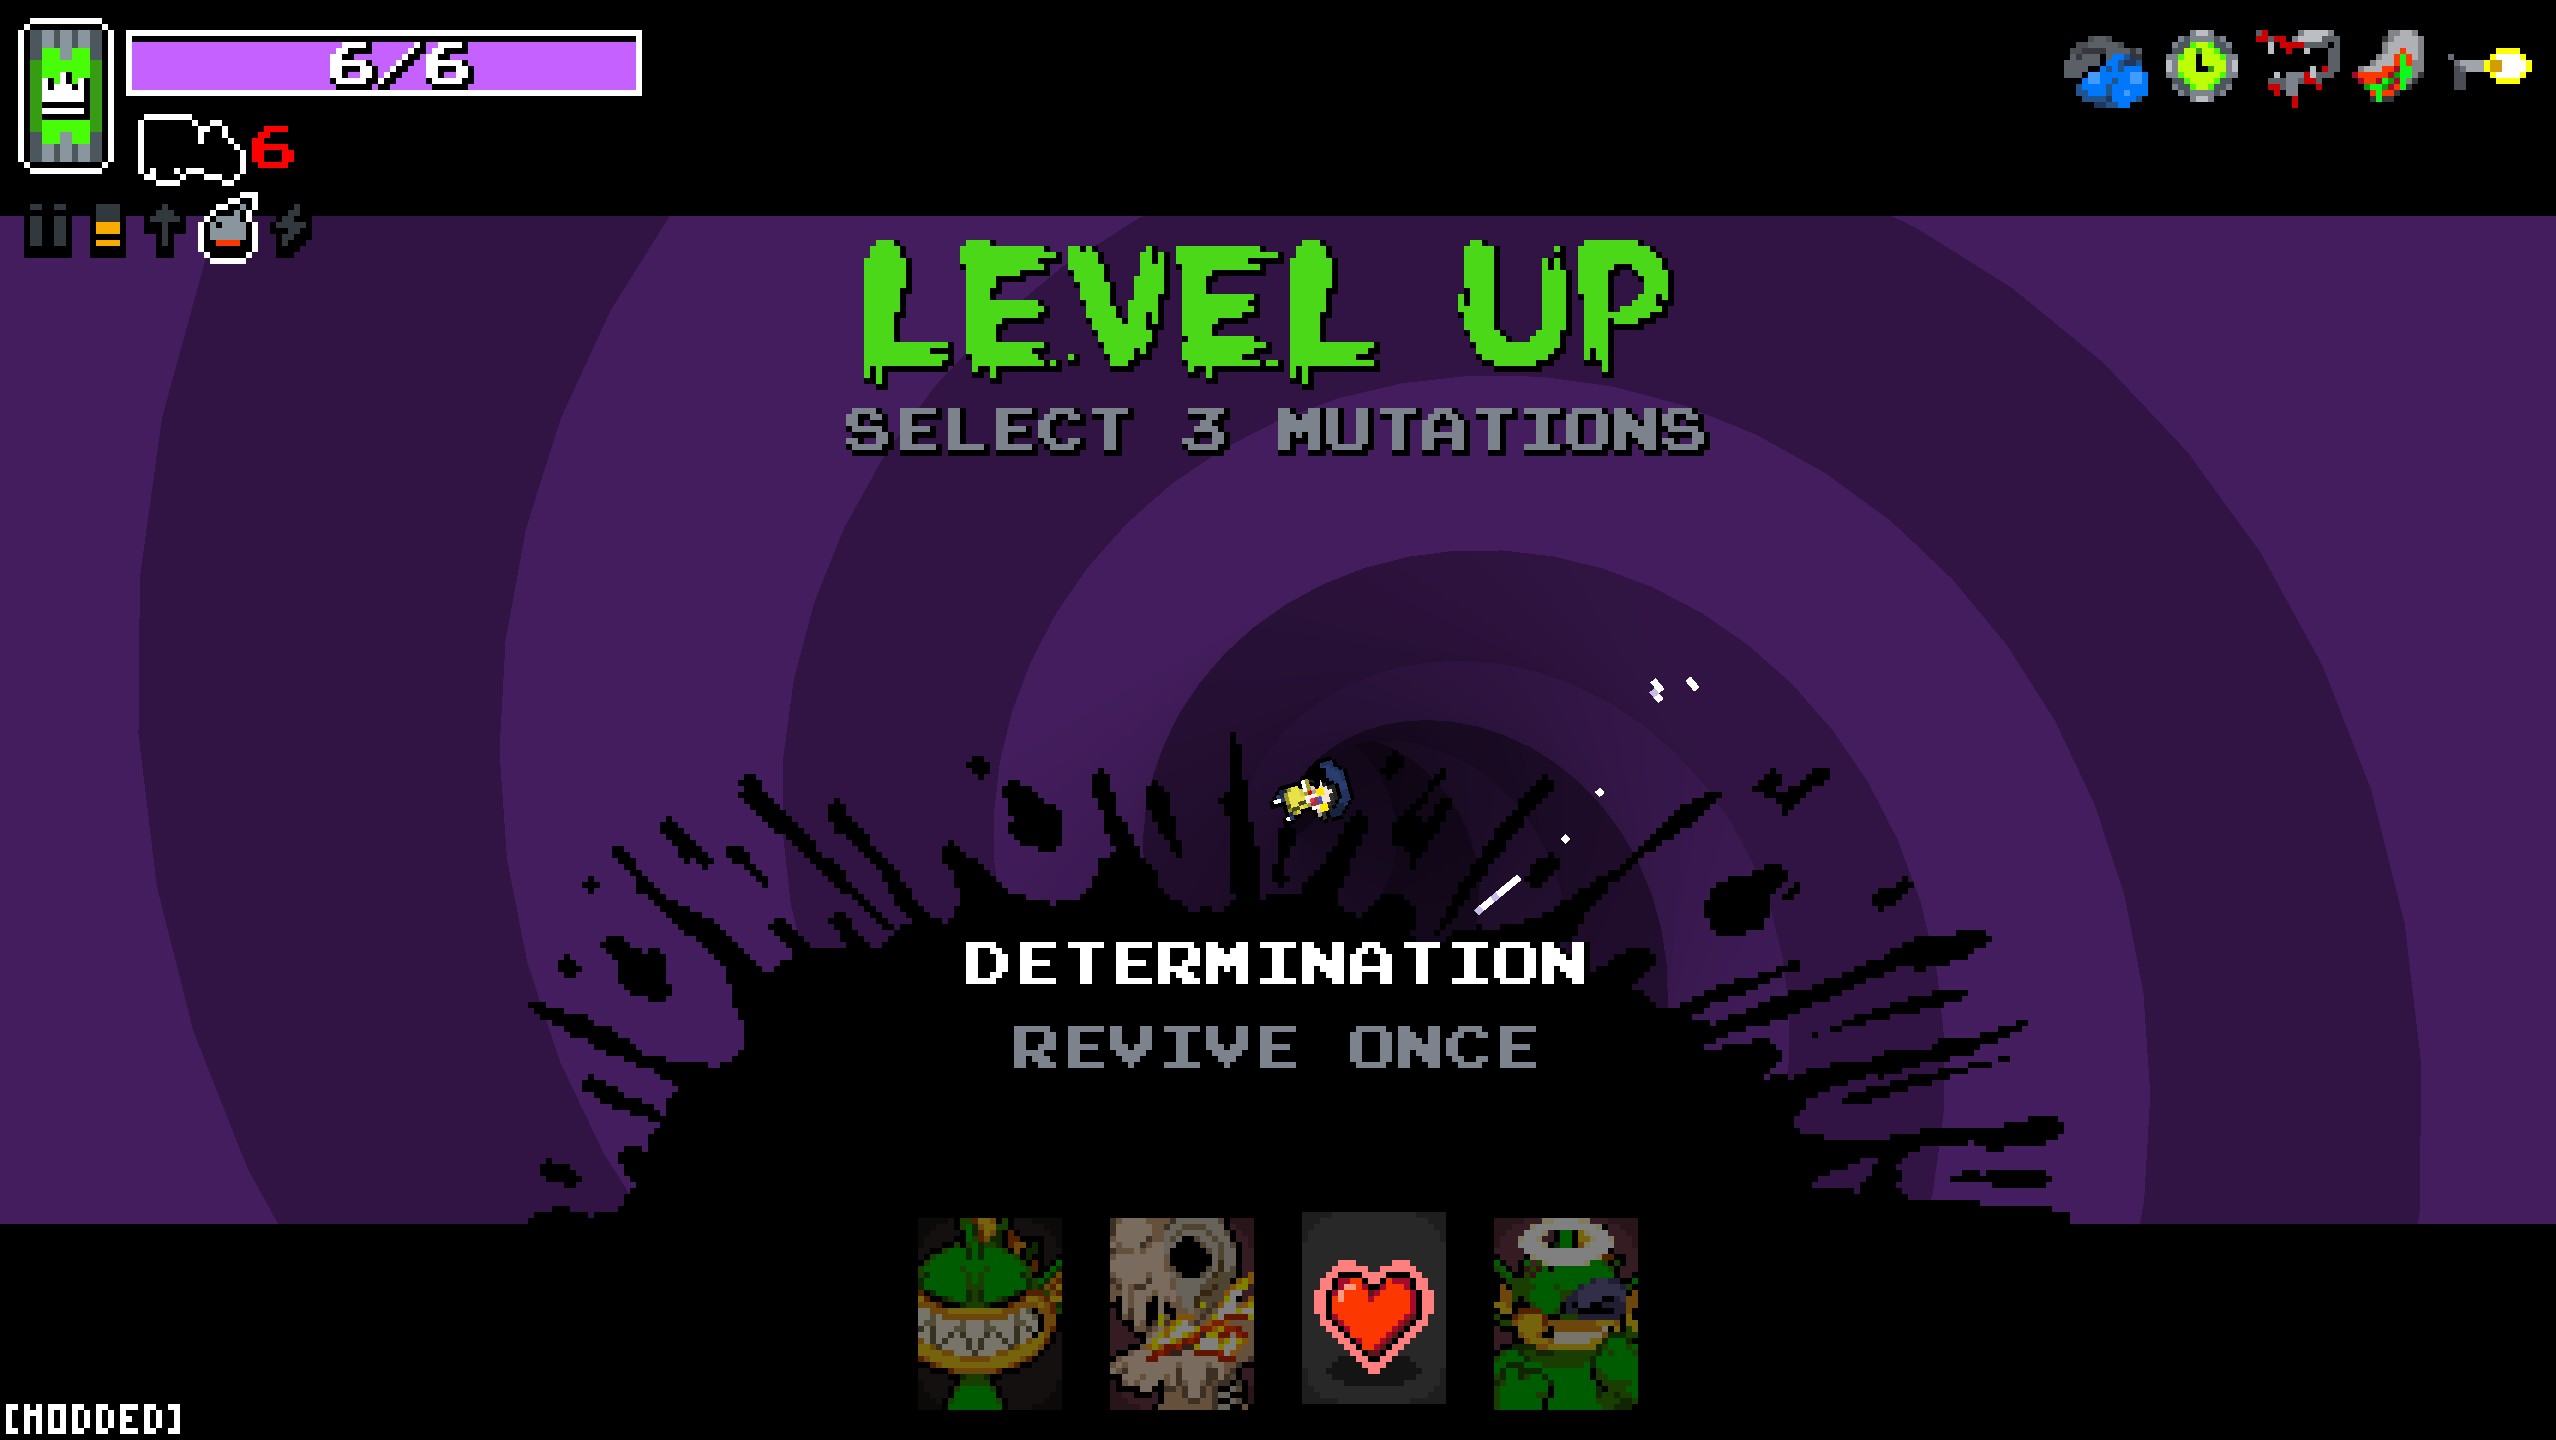 6/6
6
LEVEL UP
SELECT 3 MUTATIONS
DETERMINATION
REVIVE ONCE
[MODDED]